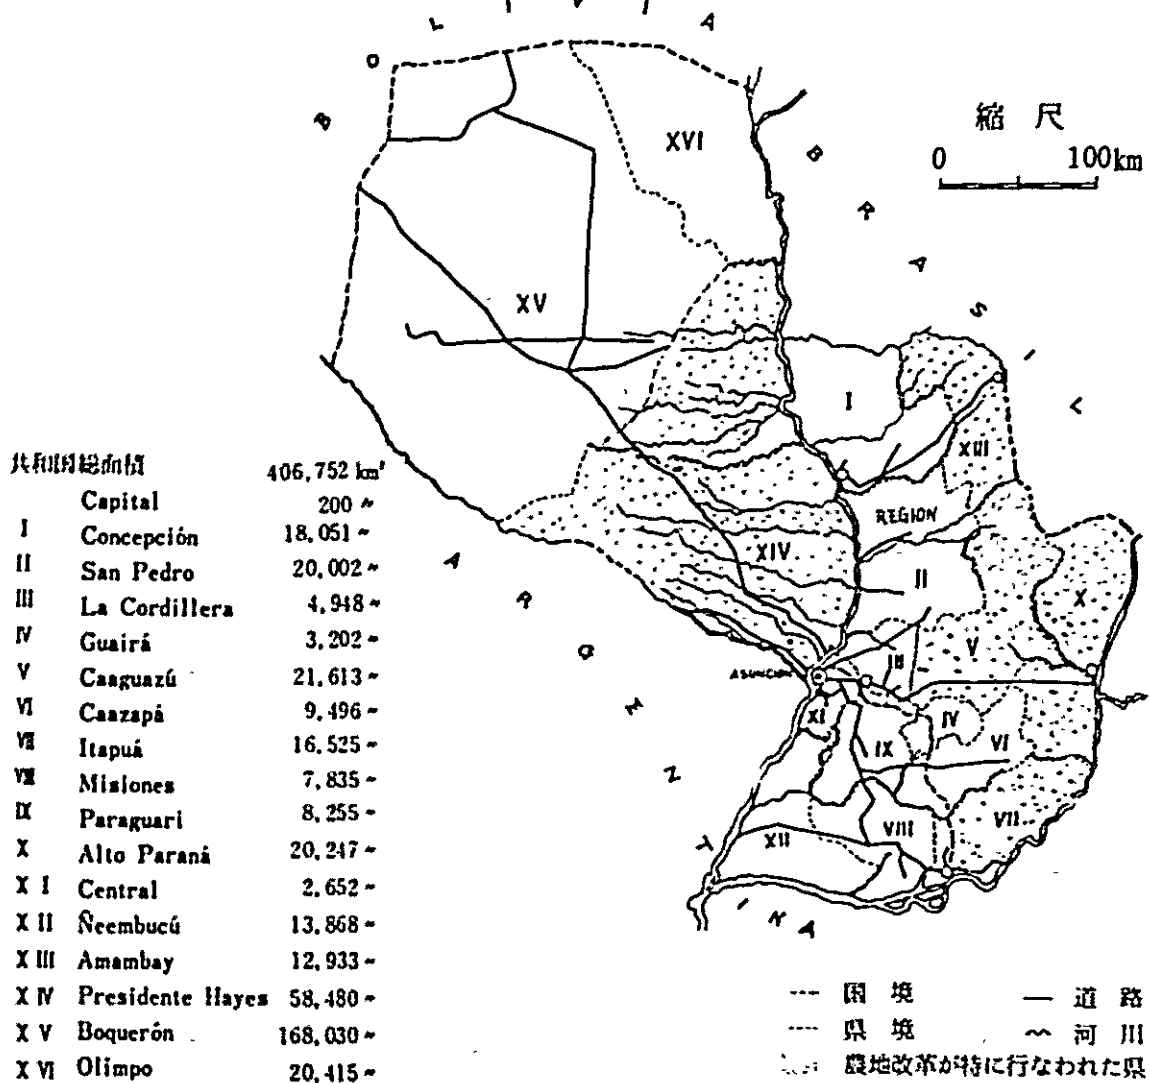 BOLIVIA
BRASIL
ARGENTINA
縮尺
0 100km
XVI
XV
I
XIII
REGION
XIV
II
X
V
III
ASUNCION
XI
IV
IX
VI
VII
VIII
XII
共和国総面積 406,752 km²
Capital 200 〃
I Concepción 18,051 〃
II San Pedro 20,002 〃
III La Cordillera 4,948 〃
IV Guairá 3,202 〃
V Caaguazú 21,613 〃
VI Caazapá 9,496 〃
VII Itapuá 16,525 〃
VIII Misiones 7,835 〃
IX Paraguari 8,255 〃
X Alto Paraná 20,247 〃
XI Central 2,652 〃
XII Ñeembucú 13,868 〃
XIII Amambay 12,933 〃
XIV Presidente Hayes 58,480 〃
XV Boquerón 168,030 〃
XVI Olimpo 20,415 〃
国境
道路
県境
河川
農地改革が特に行なわれた県